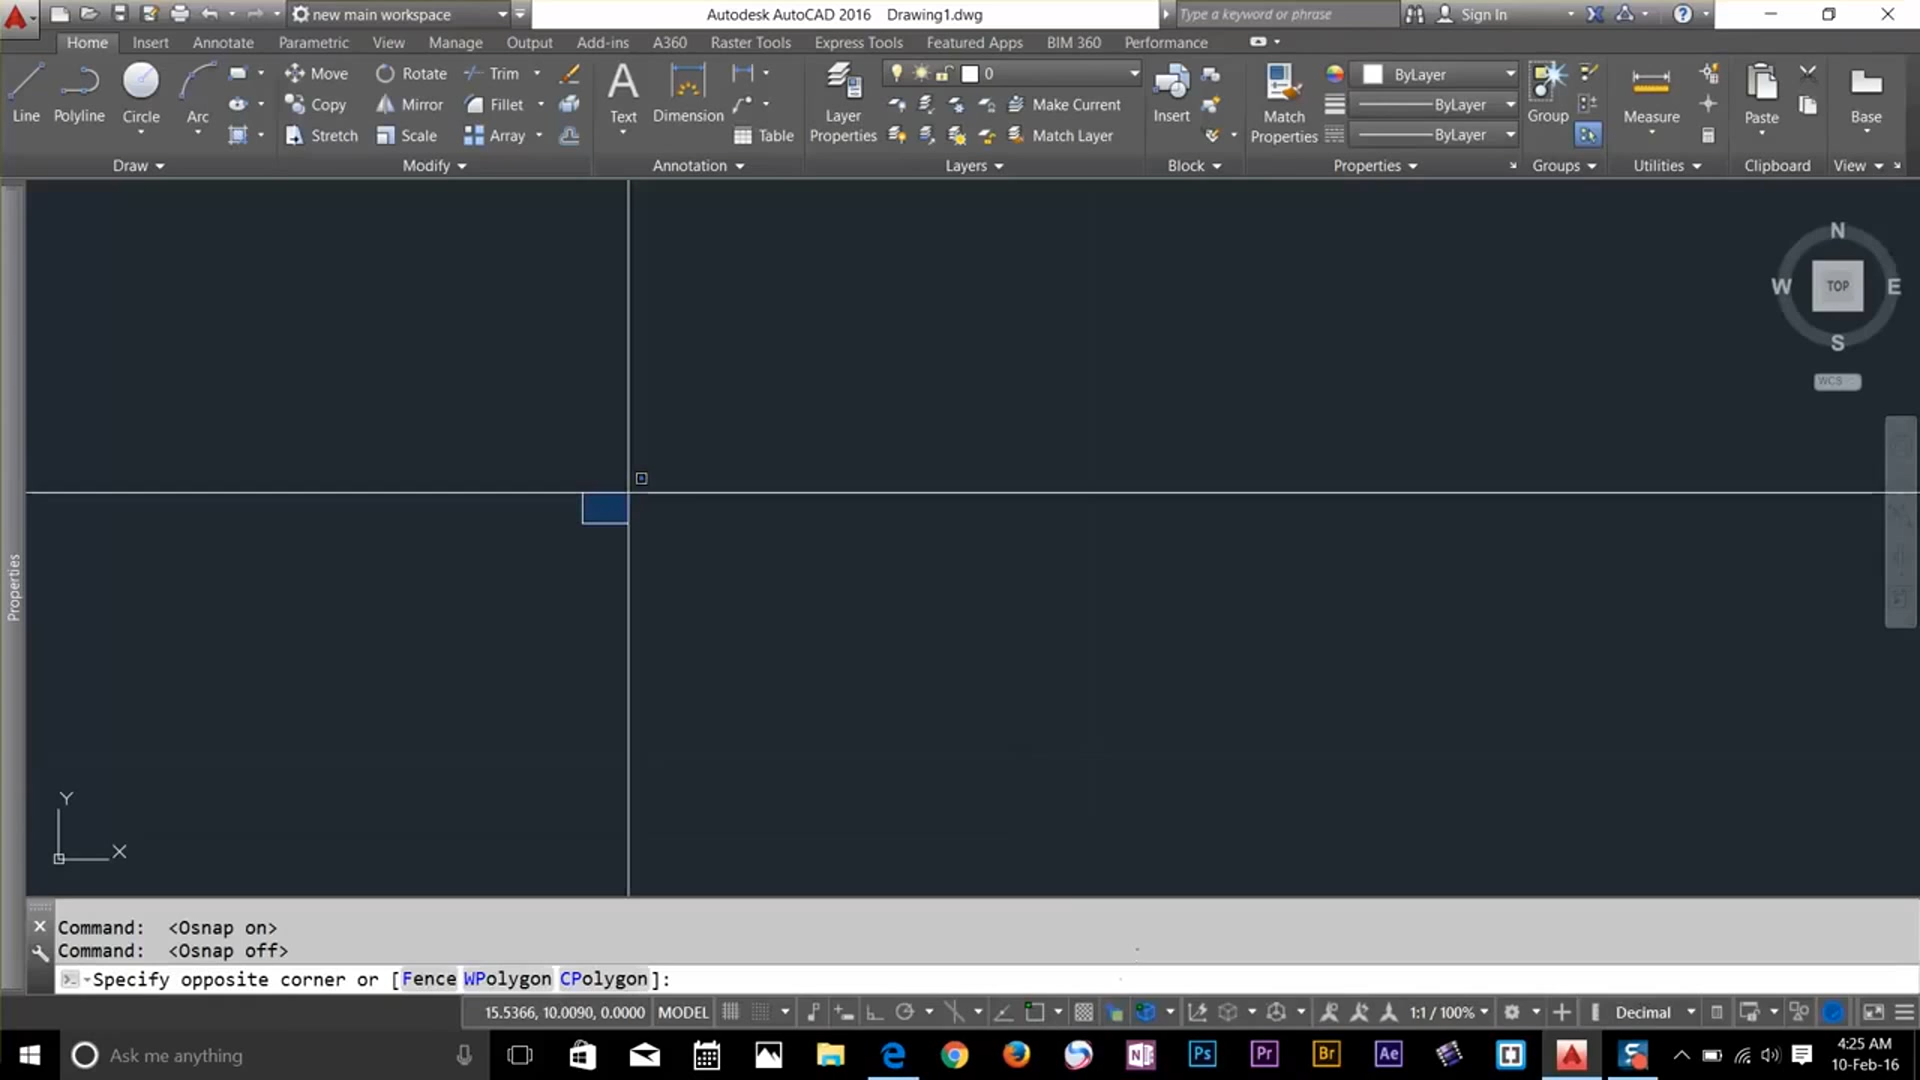 new main workspace
Autodesk AutoCAD 2016 Drawing1.dwg
Type a keyword or phrase
Sign In
Home Insert Annotate Parametric View Manage Output Add-ins A360 Raster Tools Express Tools Featured Apps BIM 360 Performance
Line Polyline Circle Arc
Move Rotate Trim
Copy Mirror Fillet
Stretch Scale Array
Text Dimension Table
Layer Properties
0
Make Current
Match Layer
Insert
Match Properties
ByLayer
ByLayer
ByLayer
Group
Measure
Paste
Base
Draw Modify Annotation Layers Block Properties Groups Utilities Clipboard View
N
W TOP E
S
WCS
Properties
Y
X
Command: <Osnap on>
Command: <Osnap off>
Specify opposite corner or [Fence WPolygon CPolygon]:
15.5366, 10.0090, 0.0000 MODEL 1:1 / 100% Decimal
Ask me anything
N Ps Pr Br Ae
4:25 AM
10-Feb-16